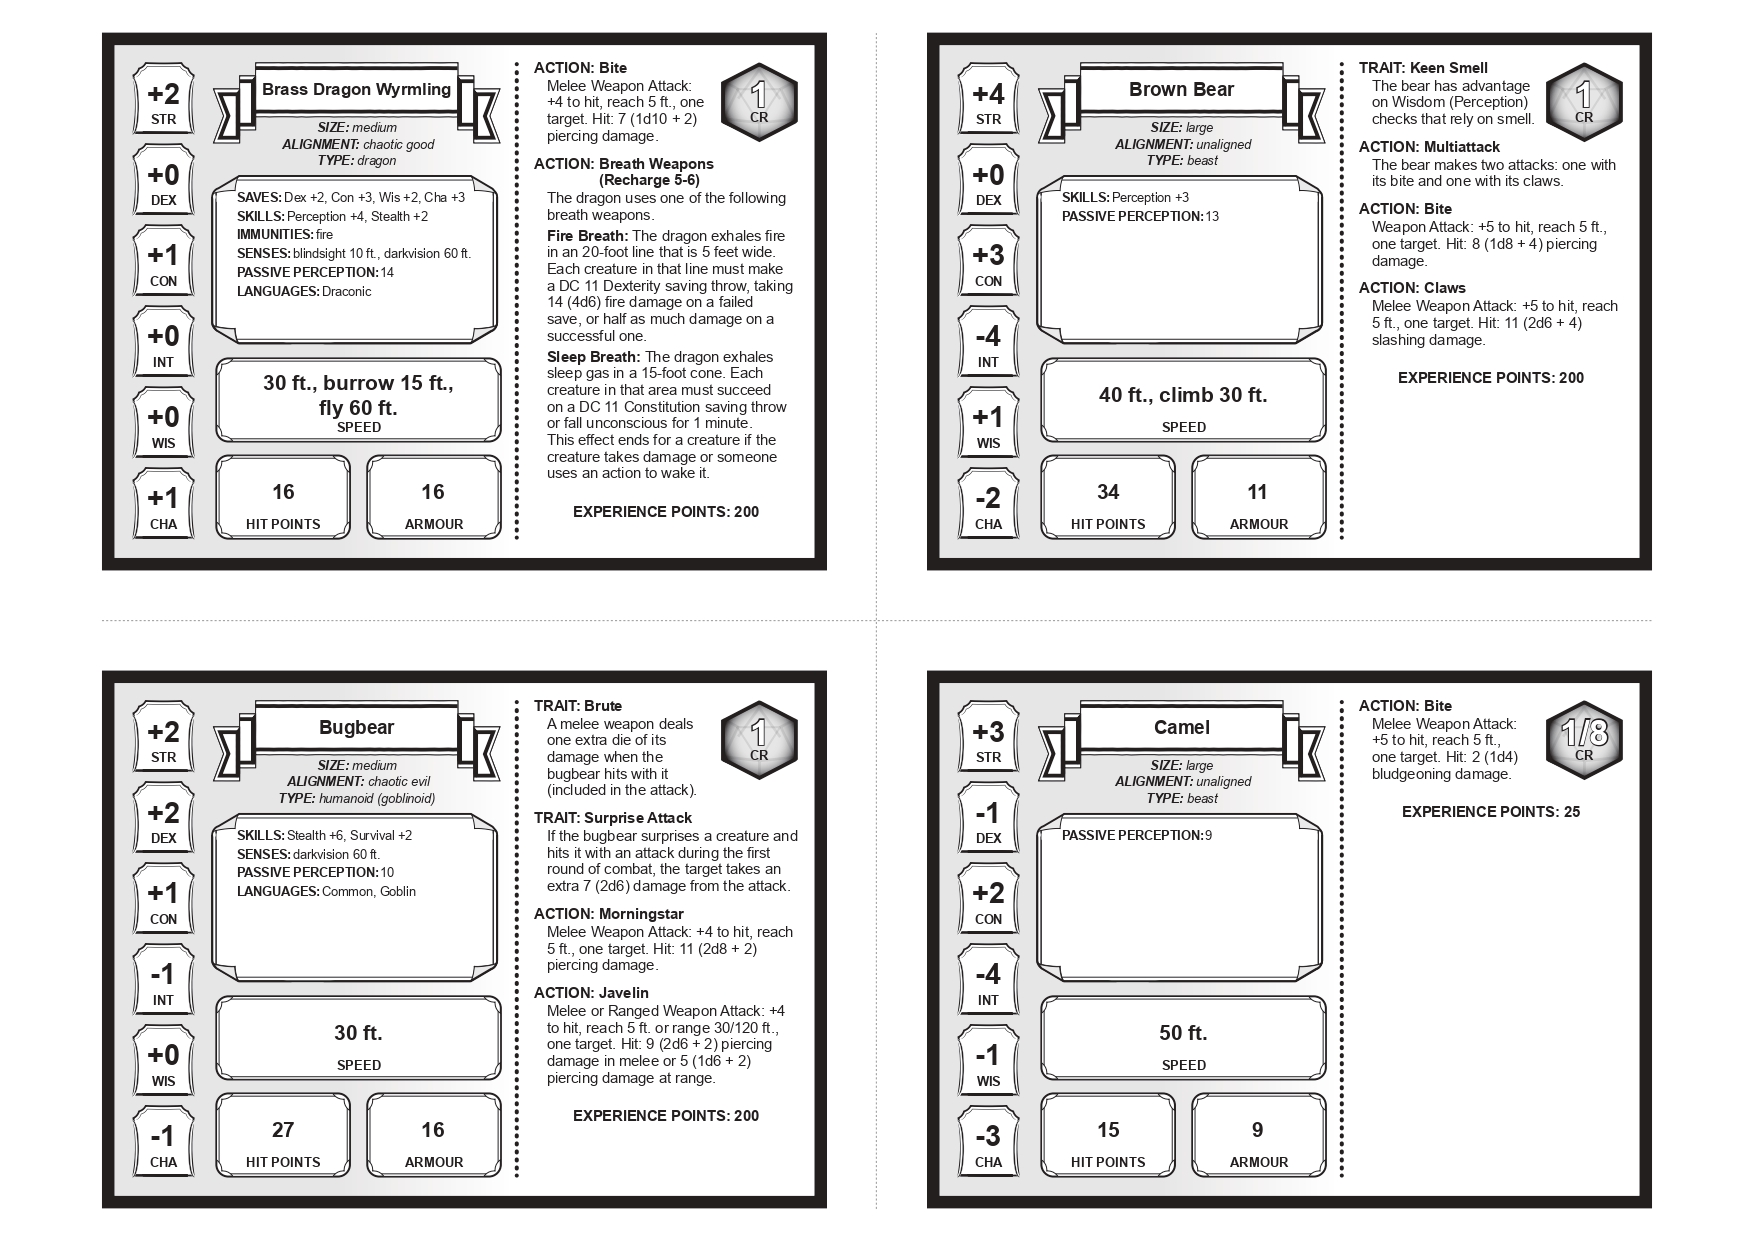 +2
STR
+0
DEX
+1
CON
+0
INT
+0
WIS
+1
CHA
Brass Dragon Wyrmling
SIZE: medium
ALIGNMENT: chaotic good
TYPE: dragon
SAVES: Dex +2, Con +3, Wis +2, Cha +3
SKILLS: Perception +4, Stealth +2
IMMUNITIES: fire
SENSES: blindsight 10 ft., darkvision 60 ft.
PASSIVE PERCEPTION: 14
LANGUAGES: Draconic
30 ft., burrow 15 ft.,
fly 60 ft.
SPEED
16
HIT POINTS
16
ARMOUR
ACTION: Bite
Melee Weapon Attack:
+4 to hit, reach 5 ft., one
target. Hit: 7 (1d10 + 2)
piercing damage.
1
CR
ACTION: Breath Weapons
(Recharge 5-6)
The dragon uses one of the following
breath weapons.
Fire Breath: The dragon exhales fire
in an 20-foot line that is 5 feet wide.
Each creature in that line must make
a DC 11 Dexterity saving throw, taking
14 (4d6) fire damage on a failed
save, or half as much damage on a
successful one.
Sleep Breath: The dragon exhales
sleep gas in a 15-foot cone. Each
creature in that area must succeed
on a DC 11 Constitution saving throw
or fall unconscious for 1 minute.
This effect ends for a creature if the
creature takes damage or someone
uses an action to wake it.
EXPERIENCE POINTS: 200
+4
STR
+0
DEX
+3
CON
-4
INT
+1
WIS
-2
CHA
Brown Bear
SIZE: large
ALIGNMENT: unaligned
TYPE: beast
SKILLS: Perception +3
PASSIVE PERCEPTION: 13
40 ft., climb 30 ft.
SPEED
34
HIT POINTS
11
ARMOUR
TRAIT: Keen Smell
The bear has advantage
on Wisdom (Perception)
checks that rely on smell.
1
CR
ACTION: Multiattack
The bear makes two attacks: one with
its bite and one with its claws.
ACTION: Bite
Weapon Attack: +5 to hit, reach 5 ft.,
one target. Hit: 8 (1d8 + 4) piercing
damage.
ACTION: Claws
Melee Weapon Attack: +5 to hit, reach
5 ft., one target. Hit: 11 (2d6 + 4)
slashing damage.
EXPERIENCE POINTS: 200
+2
STR
+2
DEX
+1
CON
-1
INT
+0
WIS
-1
CHA
Bugbear
SIZE: medium
ALIGNMENT: chaotic evil
TYPE: humanoid (goblinoid)
SKILLS: Stealth +6, Survival +2
SENSES: darkvision 60 ft.
PASSIVE PERCEPTION: 10
LANGUAGES: Common, Goblin
30 ft.
SPEED
27
HIT POINTS
16
ARMOUR
TRAIT: Brute
A melee weapon deals
one extra die of its
damage when the
bugbear hits with it
(included in the attack).
1
CR
TRAIT: Surprise Attack
If the bugbear surprises a creature and
hits it with an attack during the first
round of combat, the target takes an
extra 7 (2d6) damage from the attack.
ACTION: Morningstar
Melee Weapon Attack: +4 to hit, reach
5 ft., one target. Hit: 11 (2d8 + 2)
piercing damage.
ACTION: Javelin
Melee or Ranged Weapon Attack: +4
to hit, reach 5 ft. or range 30/120 ft.,
one target. Hit: 9 (2d6 + 2) piercing
damage in melee or 5 (1d6 + 2)
piercing damage at range.
EXPERIENCE POINTS: 200
+3
STR
-1
DEX
+2
CON
-4
INT
-1
WIS
-3
CHA
Camel
SIZE: large
ALIGNMENT: unaligned
TYPE: beast
PASSIVE PERCEPTION: 9
50 ft.
SPEED
15
HIT POINTS
9
ARMOUR
ACTION: Bite
Melee Weapon Attack:
+5 to hit, reach 5 ft.,
one target. Hit: 2 (1d4)
bludgeoning damage.
1/8
CR
EXPERIENCE POINTS: 25